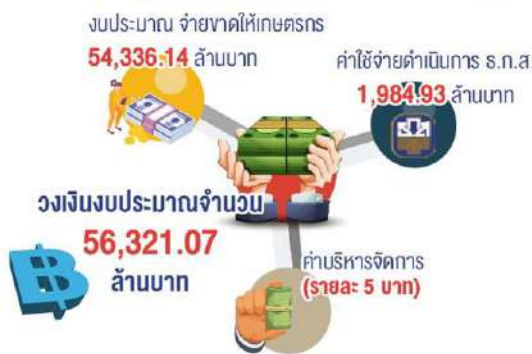 งบประมาณ จ่ายขาดให้เกษตรกร
54,336.14 ล้านบาท
ค่าใช้จ่ายดำเนินการ ธ.ก.ส.
1,984.93 ล้านบาท
วงเงินงบประมาณจำนวน
56,321.07
ล้านบาท
ค่าบริหารจัดการ
(รายละ 5 บาท)